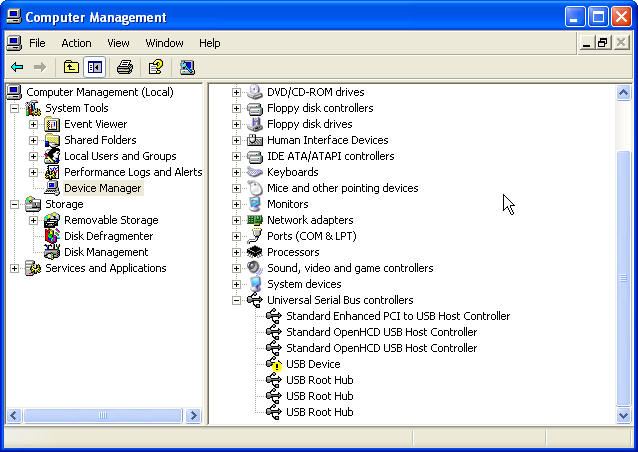 Computer Management
File Action View Window Help
Computer Management (Local)
System Tools
Event Viewer
Shared Folders
Local Users and Groups
Performance Logs and Alerts
Device Manager
Storage
Removable Storage
Disk Defragmenter
Disk Management
Services and Applications
DVD/CD-ROM drives
Floppy disk controllers
Floppy disk drives
Human Interface Devices
IDE ATA/ATAPI controllers
Keyboards
Mice and other pointing devices
Monitors
Network adapters
Ports (COM & LPT)
Processors
Sound, video and game controllers
System devices
Universal Serial Bus controllers
Standard Enhanced PCI to USB Host Controller
Standard OpenHCD USB Host Controller
Standard OpenHCD USB Host Controller
USB Device
USB Root Hub
USB Root Hub
USB Root Hub